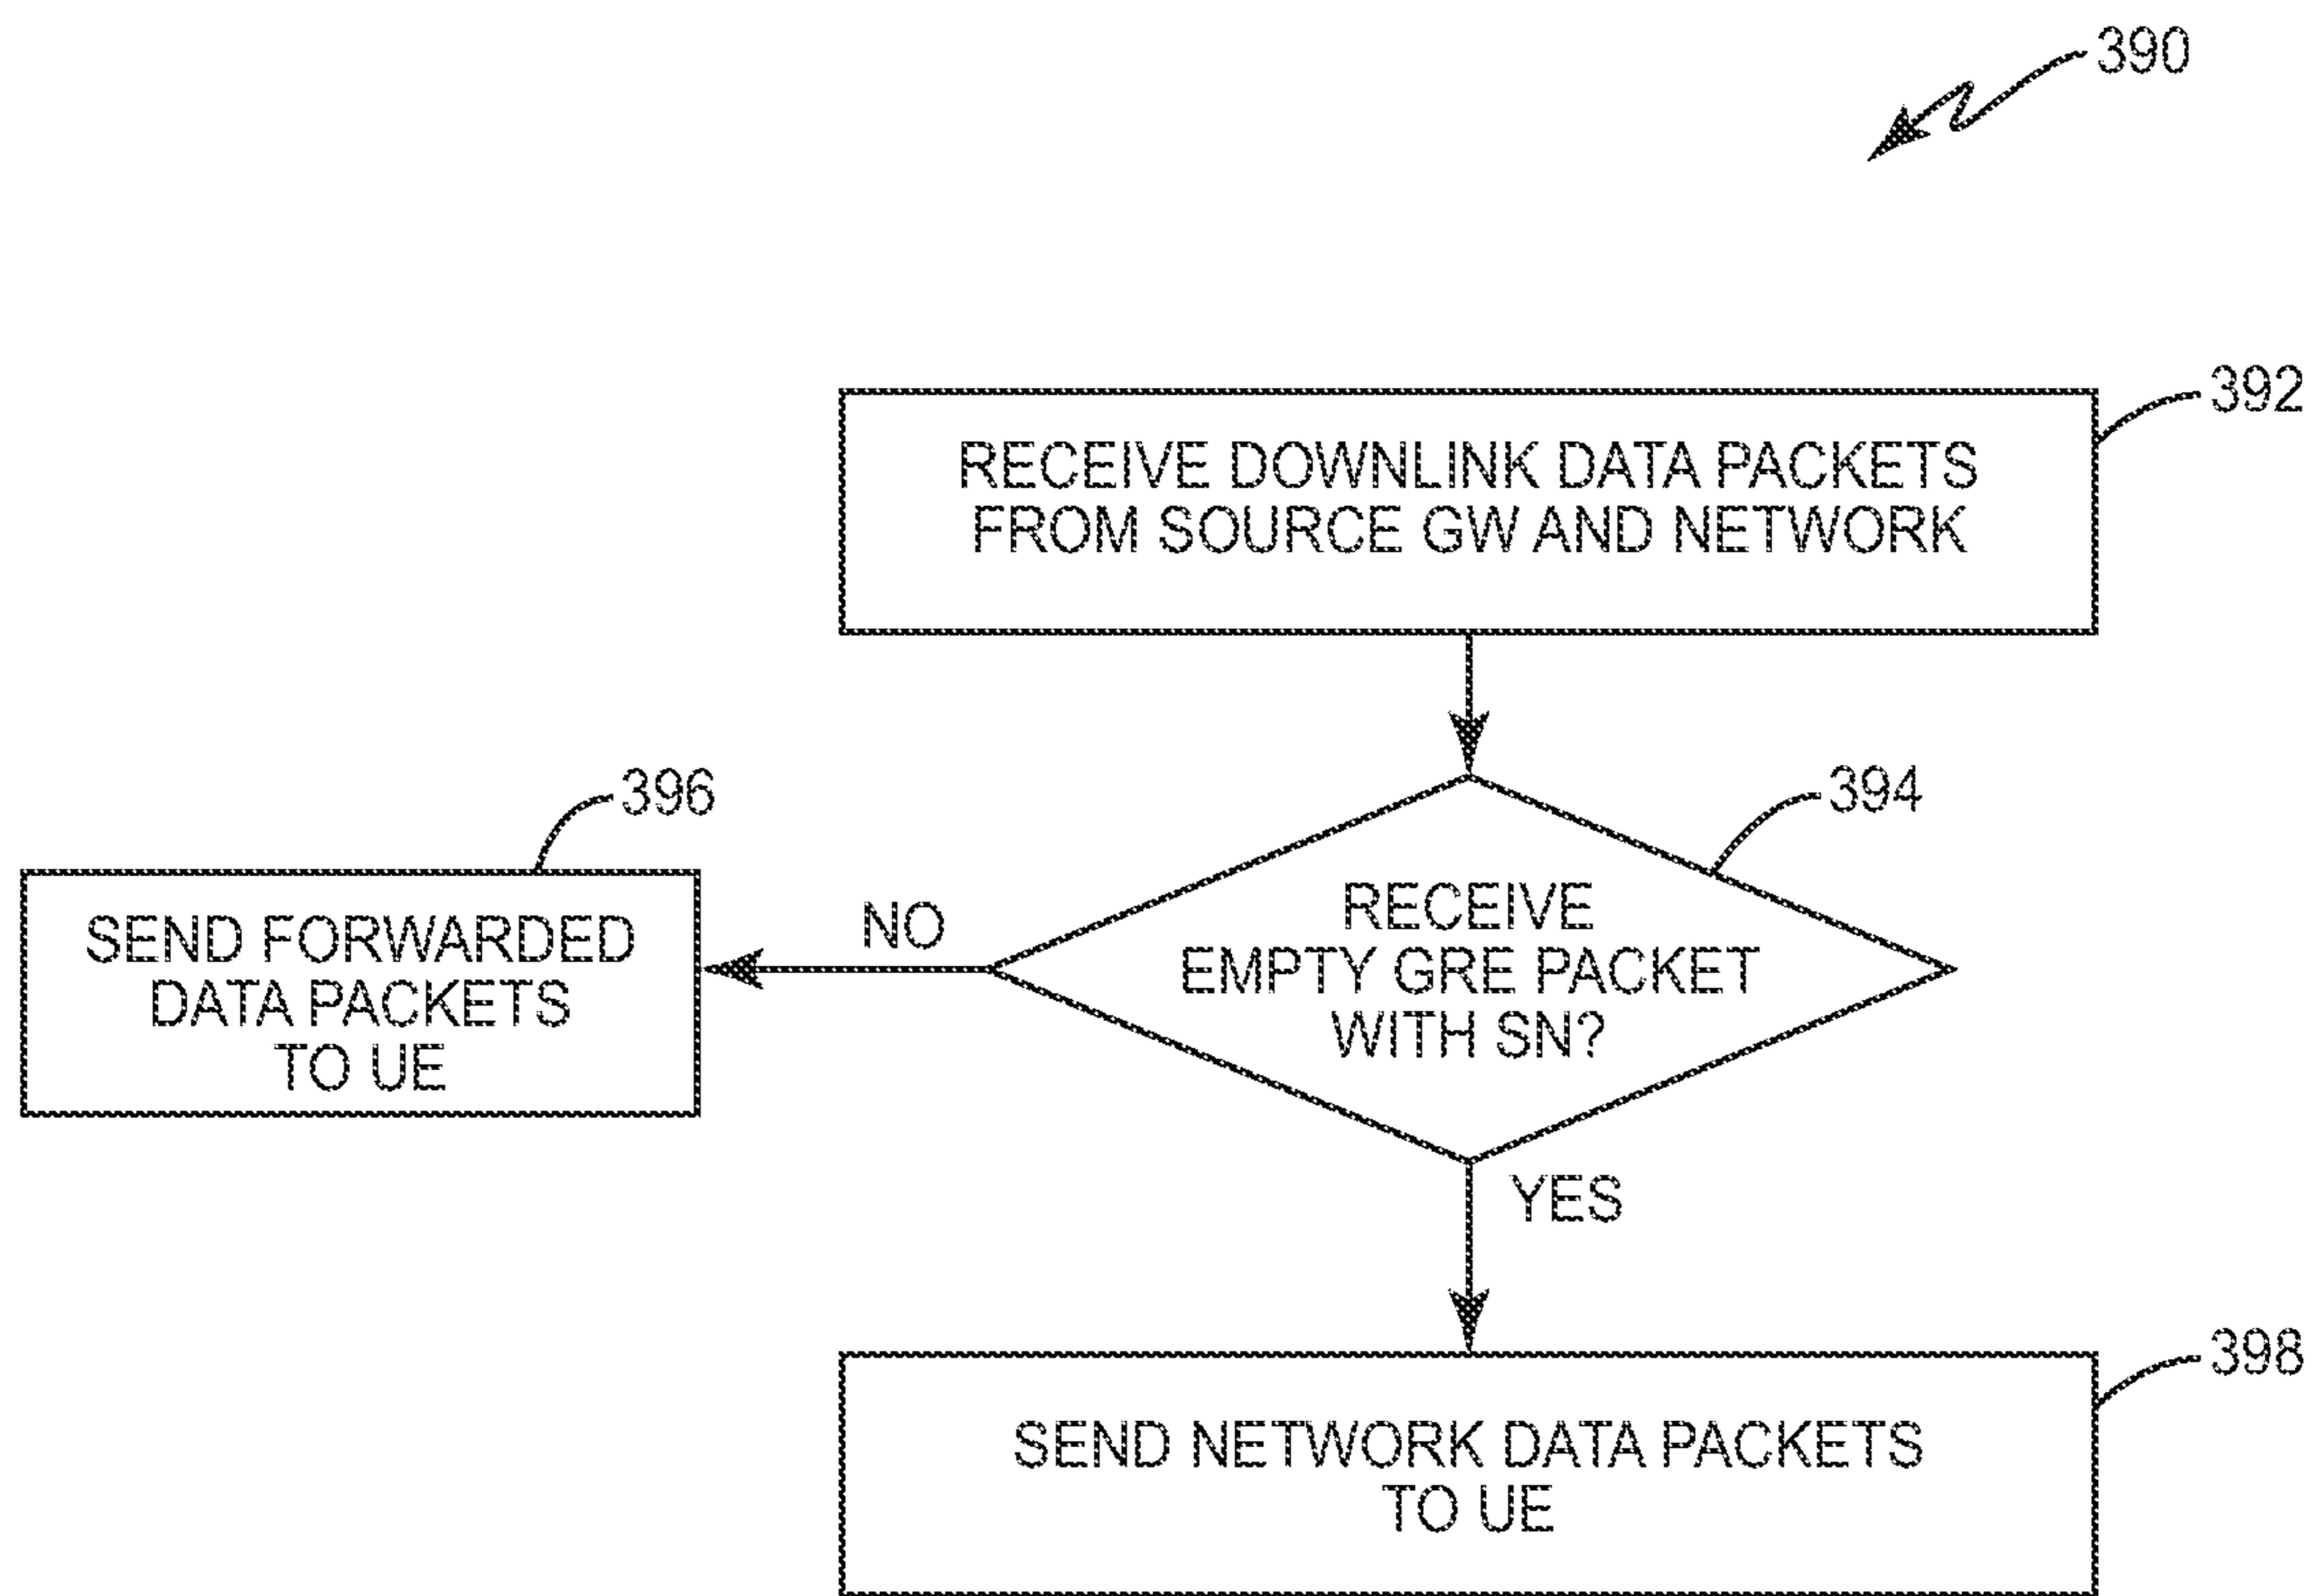 390
392
RECEIVE DOWNLINK DATA PACKETS
FROM SOURCE GW AND NETWORK
396
394
SEND FORWARDED
DATA PACKETS
TO UE
NO
RECEIVE
EMPTY GRE PACKET
WITH SN?
YES
398
SEND NETWORK DATA PACKETS
TO UE